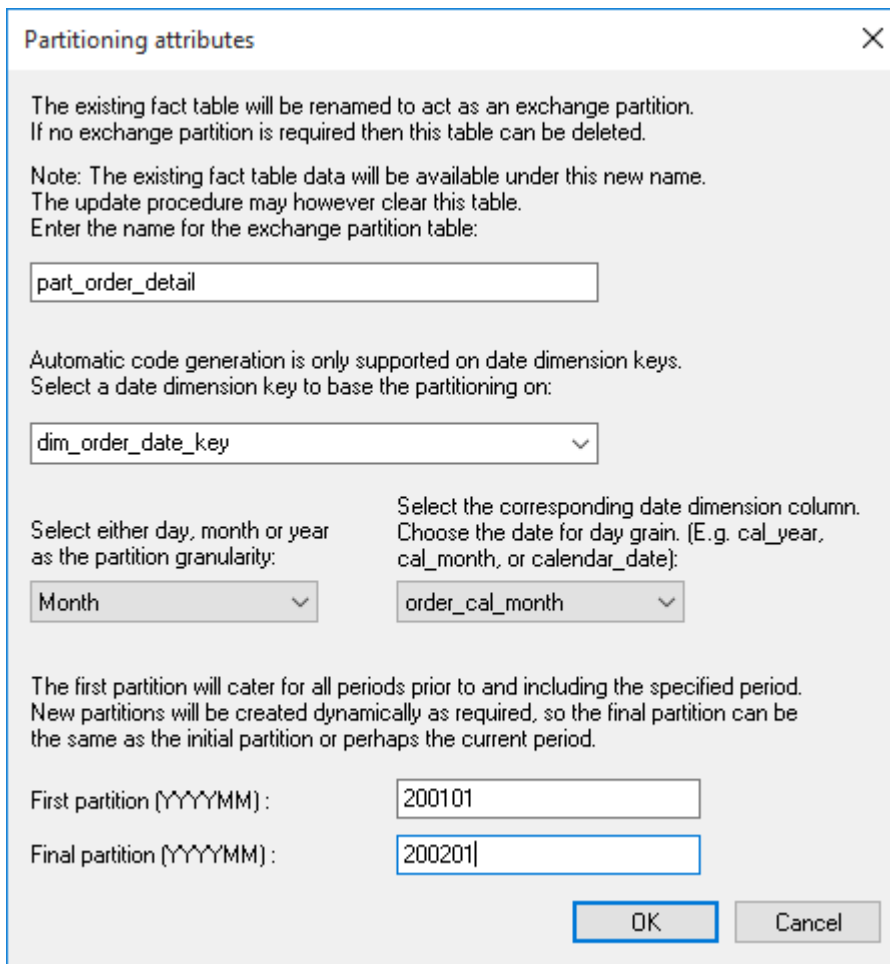 Partitioning attributes
The existing fact table will be renamed to act as an exchange partition.
If no exchange partition is required then this table can be deleted.
Note: The existing fact table data will be available under this new name.
The update procedure may however clear this table.
Enter the name for the exchange partition table:
part_order_detail
Automatic code generation is only supported on date dimension keys.
Select a date dimension key to base the partitioning on:
dim_order_date_key
Select either day, month or year
as the partition granularity:
Month
Select the corresponding date dimension column.
Choose the date for day grain. (E.g. cal_year,
cal_month, or calendar_date):
order_cal_month
The first partition will cater for all periods prior to and including the specified period.
New partitions will be created dynamically as required, so the final partition can be
the same as the initial partition or perhaps the current period.
First partition (YYYYMM) :
200101
Final partition (YYYYMM) :
200201
OK
Cancel